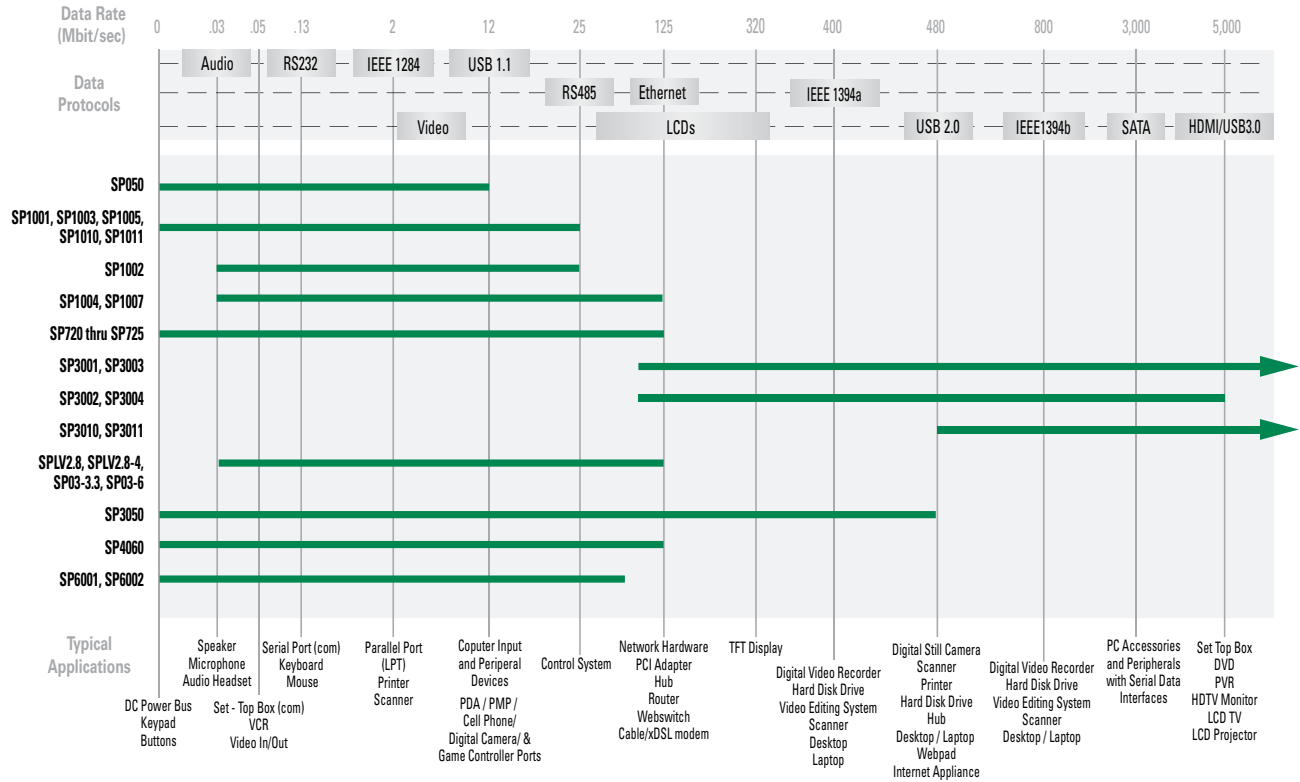 Data Rate
(Mbit/sec)
0 .03 .05 .13 2 12 25 125 320 400 480 800 3,000 5,000
Data
Protocols
Audio RS232 IEEE 1284 USB 1.1
RS485 Ethernet IEEE 1394a
Video LCDs USB 2.0 IEEE1394b SATA HDMI/USB3.0
SP050
SP1001, SP1003, SP1005,
SP1010, SP1011
SP1002
SP1004, SP1007
SP720 thru SP725
SP3001, SP3003
SP3002, SP3004
SP3010, SP3011
SPLV2.8, SPLV2.8-4,
SP03-3.3, SP03-6
SP3050
SP4060
SP6001, SP6002
Typical
Applications
DC Power Bus
Keypad
Buttons
Speaker
Microphone
Audio Headset
Set - Top Box (com)
VCR
Video In/Out
Serial Port (com)
Keyboard
Mouse
Parallel Port
(LPT)
Printer
Scanner
Coputer Input
and Periperal
Devices
PDA / PMP /
Cell Phone/
Digital Camera/ &
Game Controller Ports
Control System
Network Hardware
PCI Adapter
Hub
Router
Webswitch
Cable/xDSL modem
TFT Display
Digital Video Recorder
Hard Disk Drive
Video Editing System
Scanner
Desktop
Laptop
Digital Still Camera
Scanner
Printer
Hard Disk Drive
Hub
Desktop / Laptop
Webpad
Internet Appliance
Digital Video Recorder
Hard Disk Drive
Video Editing System
Scanner
Desktop / Laptop
PC Accessories
and Peripherals
with Serial Data
Interfaces
Set Top Box
DVD
PVR
HDTV Monitor
LCD TV
LCD Projector